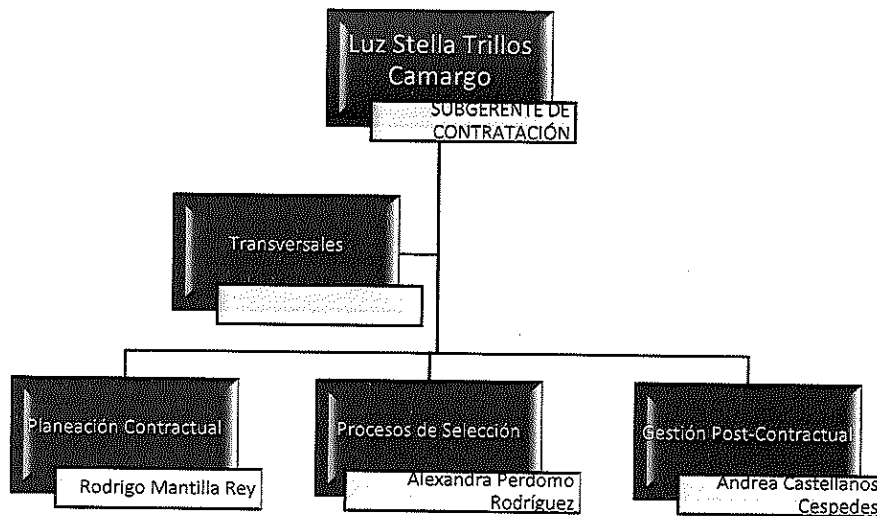 Luz Stella Trillos
Camargo
SUBGERENTE DE
CONTRATACIÓN
Transversales
Planeación Contractual
Rodrigo Mantilla Rey
Procesos de Selección
Alexandra Perdomo
Rodríguez
Gestión Post-Contractual
Andrea Castellanos
Cespedes